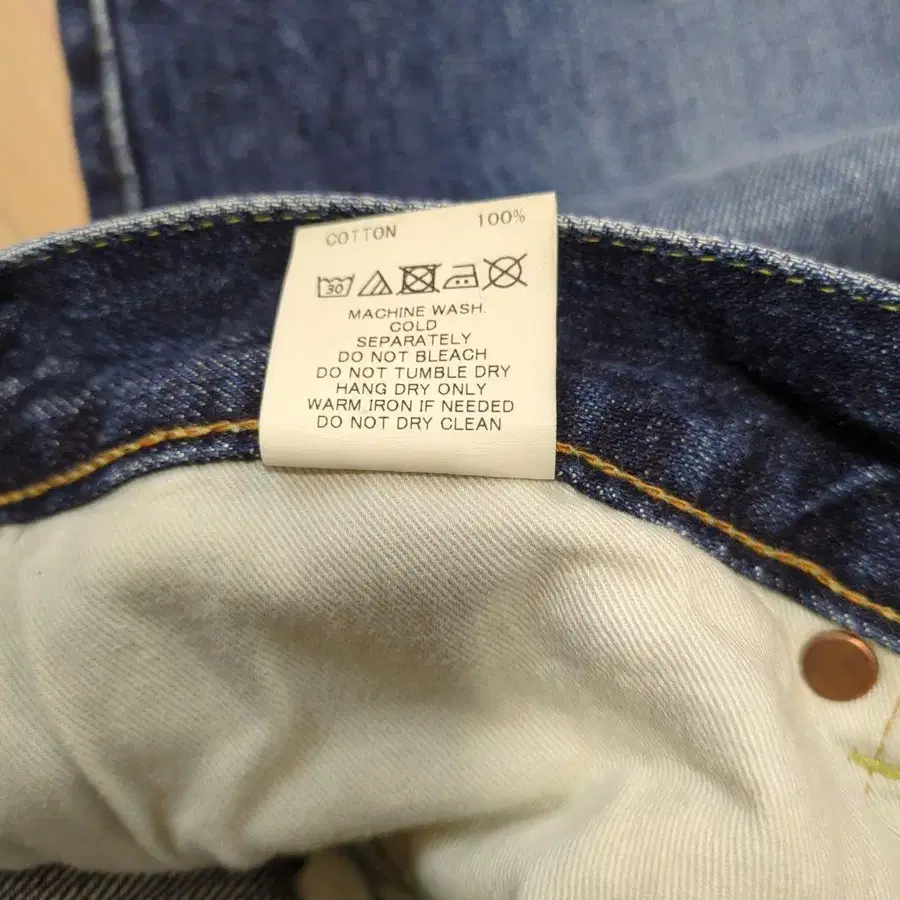 COTTON 100%
30
MACHINE WASH.
COLD
SEPARATELY
DO NOT BLEACH
DO NOT TUMBLE DRY
HANG DRY ONLY
WARM IRON IF NEEDED
DO NOT DRY CLEAN